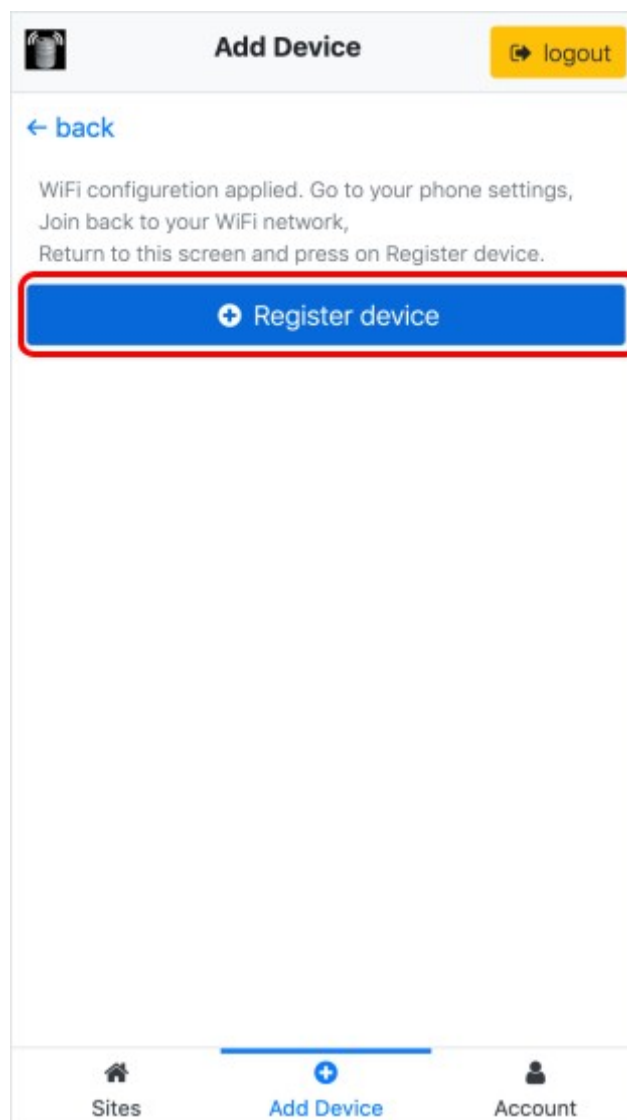 Add Device
logout
← back
WiFi configuretion applied. Go to your phone settings,
Join back to your WiFi network,
Return to this screen and press on Register device.
Register device
Sites
Add Device
Account